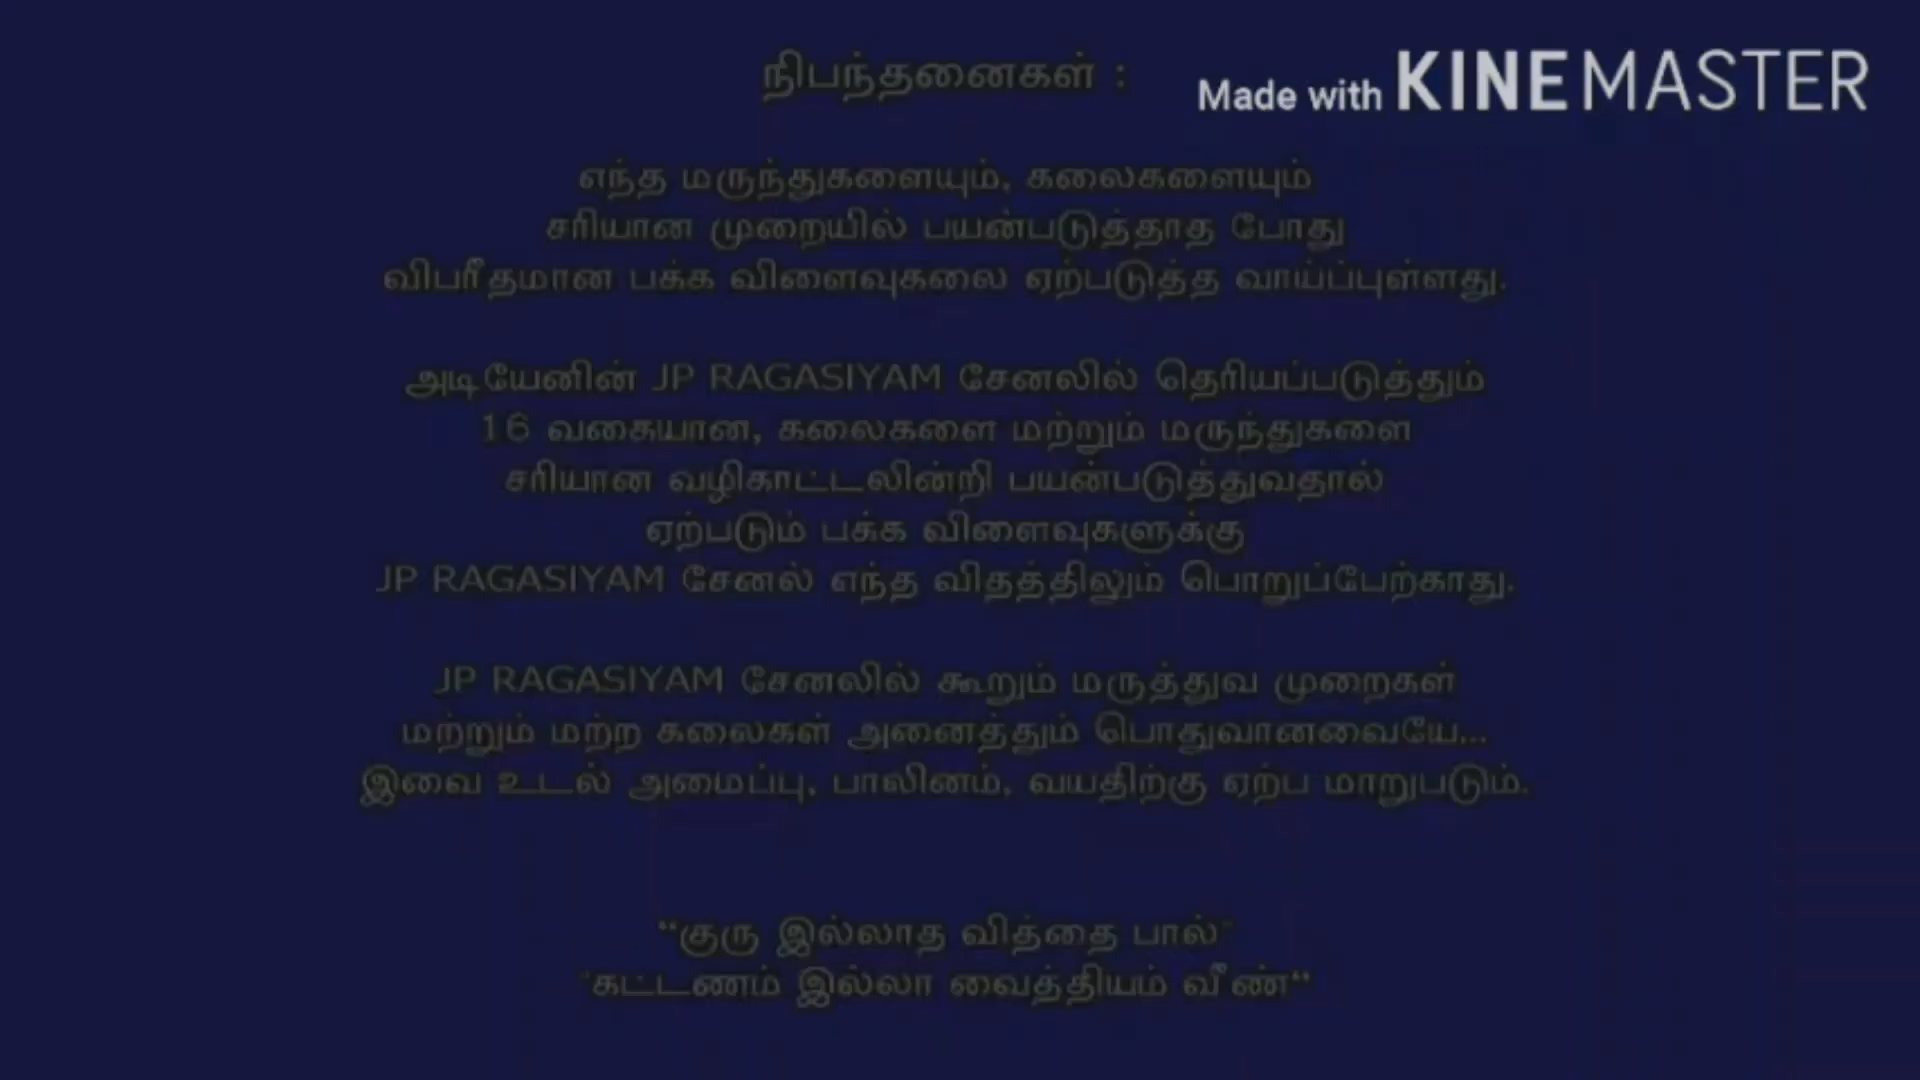 நிபந்தனைகள் :
Made with KINEMASTER
எந்த மருந்துகளையும், கலைகளையும்
சரியான முறையில் பயன்படுத்தாத போது
விபரீதமான பக்க விளைவுகலை ஏற்படுத்த வாய்ப்புள்ளது.
அடியேனின் JP RAGASIYAM சேனலில் தெரியப்படுத்தும்
16 வகையான, கலைகளை மற்றும் மருந்துகளை
சரியான வழிகாட்டலின்றி பயன்படுத்துவதால்
ஏற்படும் பக்க விளைவுகளுக்கு
JP RAGASIYAM சேனல் எந்த விதத்திலும் பொறுப்பேற்காது.
JP RAGASIYAM சேனலில் கூறும் மருத்துவ முறைகள்
மற்றும் மற்ற கலைகள் அனைத்தும் பொதுவானவையே...
இவை உடல் அமைப்பு, பாலினம், வயதிற்கு ஏற்ப மாறுபடும்.
“குரு இல்லாத வித்தை பால்"
"கட்டணம் இல்லா வைத்தியம் வீண்“